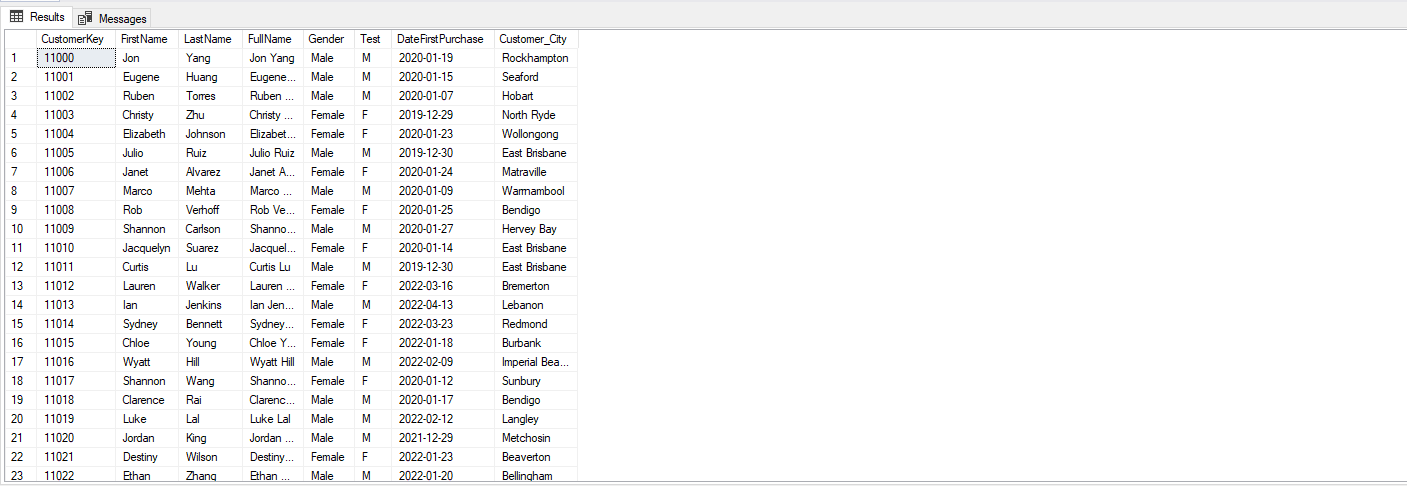 Results Messages
CustomerKey FirstName LastName FullName Gender Test DateFirstPurchase Customer_City
1 11000 Jon Yang Jon Yang Male M 2020-01-19 Rockhampton
2 11001 Eugene Huang Eugene... Male M 2020-01-15 Seaford
3 11002 Ruben Torres Ruben ... Male M 2020-01-07 Hobart
4 11003 Christy Zhu Christy ... Female F 2019-12-29 North Ryde
5 11004 Elizabeth Johnson Elizabet... Female F 2020-01-23 Wollongong
6 11005 Julio Ruiz Julio Ruiz Male M 2019-12-30 East Brisbane
7 11006 Janet Alvarez Janet A... Female F 2020-01-24 Matraville
8 11007 Marco Mehta Marco ... Male M 2020-01-09 Warrnambool
9 11008 Rob Verhoff Rob Ve... Female F 2020-01-25 Bendigo
10 11009 Shannon Carlson Shanno... Male M 2020-01-27 Hervey Bay
11 11010 Jacquelyn Suarez Jacquel... Female F 2020-01-14 East Brisbane
12 11011 Curtis Lu Curtis Lu Male M 2019-12-30 East Brisbane
13 11012 Lauren Walker Lauren ... Female F 2022-03-16 Bremerton
14 11013 Ian Jenkins Ian Jen... Male M 2022-04-13 Lebanon
15 11014 Sydney Bennett Sydney... Female F 2022-03-23 Redmond
16 11015 Chloe Young Chloe Y... Female F 2022-01-18 Burbank
17 11016 Wyatt Hill Wyatt Hill Male M 2022-02-09 Imperial Bea...
18 11017 Shannon Wang Shanno... Female F 2020-01-12 Sunbury
19 11018 Clarence Rai Clarenc... Male M 2020-01-17 Bendigo
20 11019 Luke Lal Luke Lal Male M 2022-02-12 Langley
21 11020 Jordan King Jordan ... Male M 2021-12-29 Metchosin
22 11021 Destiny Wilson Destiny... Female F 2022-01-23 Beaverton
23 11022 Ethan Zhang Ethan ... Male M 2022-01-20 Bellingham